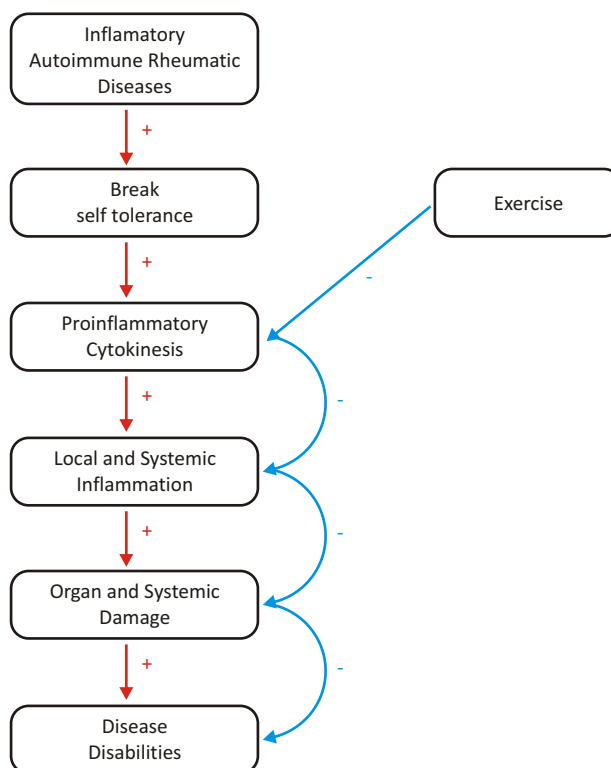 Inflamatory
Autoimmune Rheumatic
Diseases
+
Break
self tolerance
Exercise
+
-
Proinflammatory
Cytokinesis
+
-
Local and Systemic
Inflammation
+
-
Organ and Systemic
Damage
+
-
Disease
Disabilities